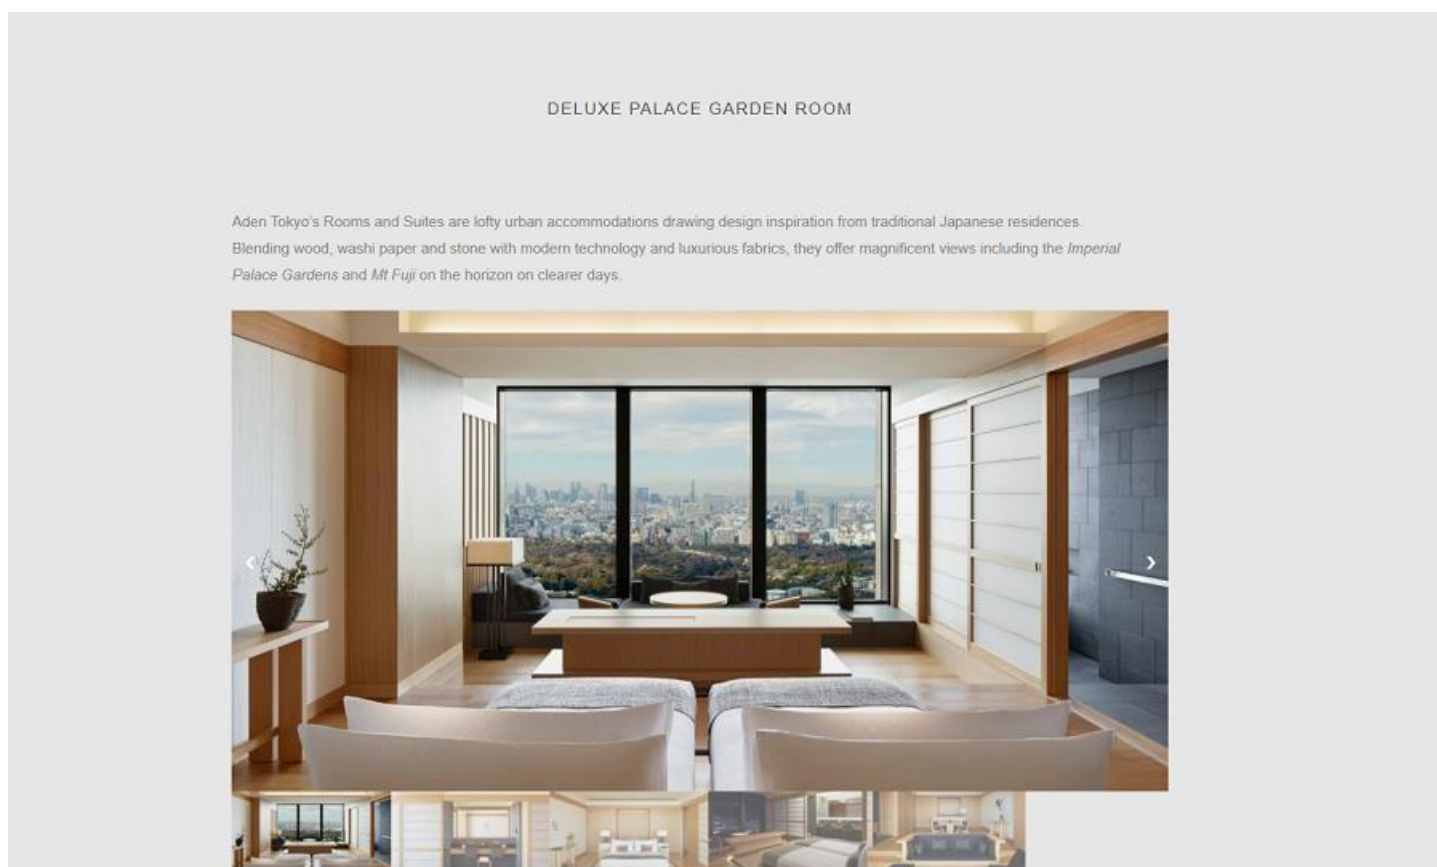 DELUXE PALACE GARDEN ROOM
Aden Tokyo's Rooms and Suites are lofty urban accommodations drawing design inspiration from traditional Japanese residences.
Blending wood, washi paper and stone with modern technology and luxurious fabrics, they offer magnificent views including the Imperial
Palace Gardens and Mt Fuji on the horizon on clearer days.